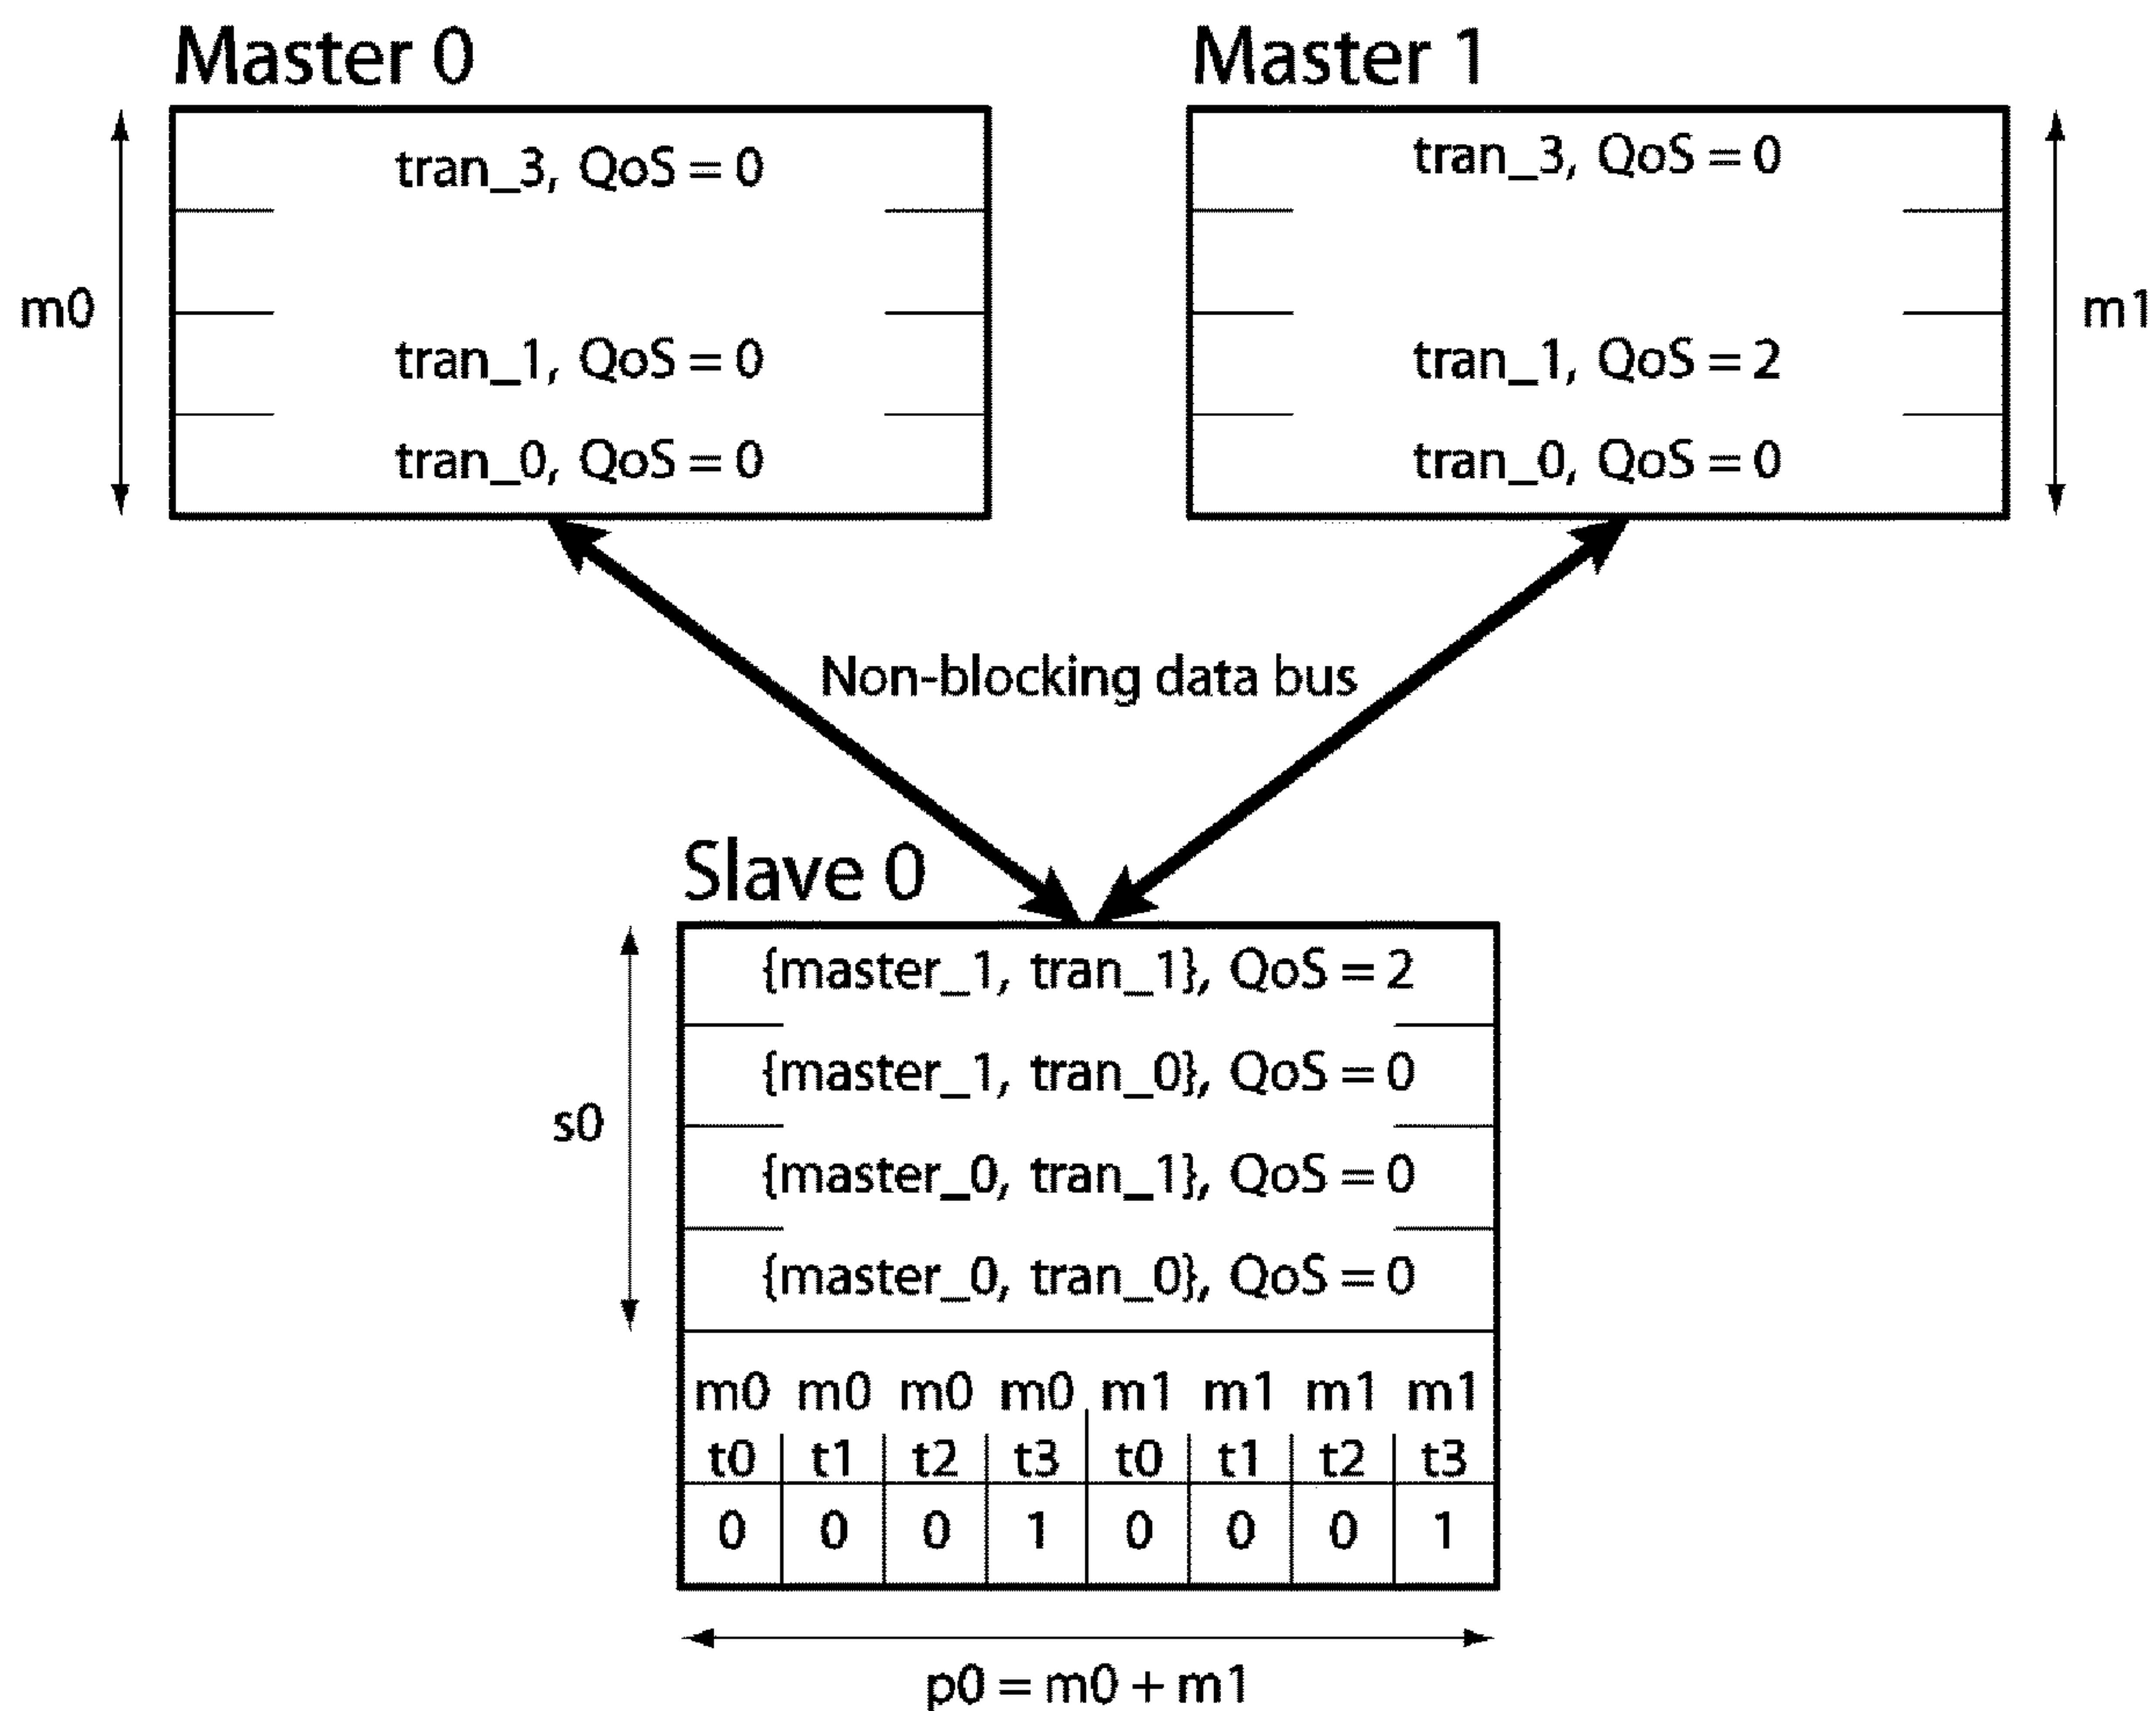 Master 0
Master 1
tran_3, QoS = 0
tran_1, QoS = 0
tran_0, QoS = 0
m0
tran_3, QoS = 0
tran_1, QoS = 2
tran_0, QoS = 0
m1
Non-blocking data bus
Slave 0
{master_1, tran_1}, QoS = 2
{master_1, tran_0}, QoS = 0
{master_0, tran_1}, QoS = 0
{master_0, tran_0}, QoS = 0
s0
m0 m0 m0 m0 m1 m1 m1 m1
t0 t1 t2 t3 t0 t1 t2 t3
0 0 0 1 0 0 0 1
p0 = m0 + m1